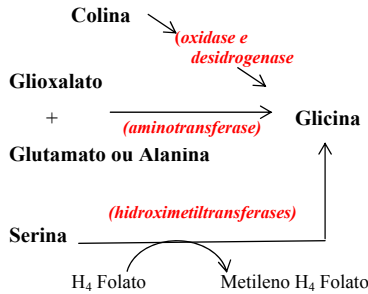 Colina
(oxidase e
desidrogenase
Glioxalato
+
(aminotransferase)
Glicina
Glutamato ou Alanina
(hidroximetiltransferases)
Serina
H₄ Folato
Metileno H₄ Folato